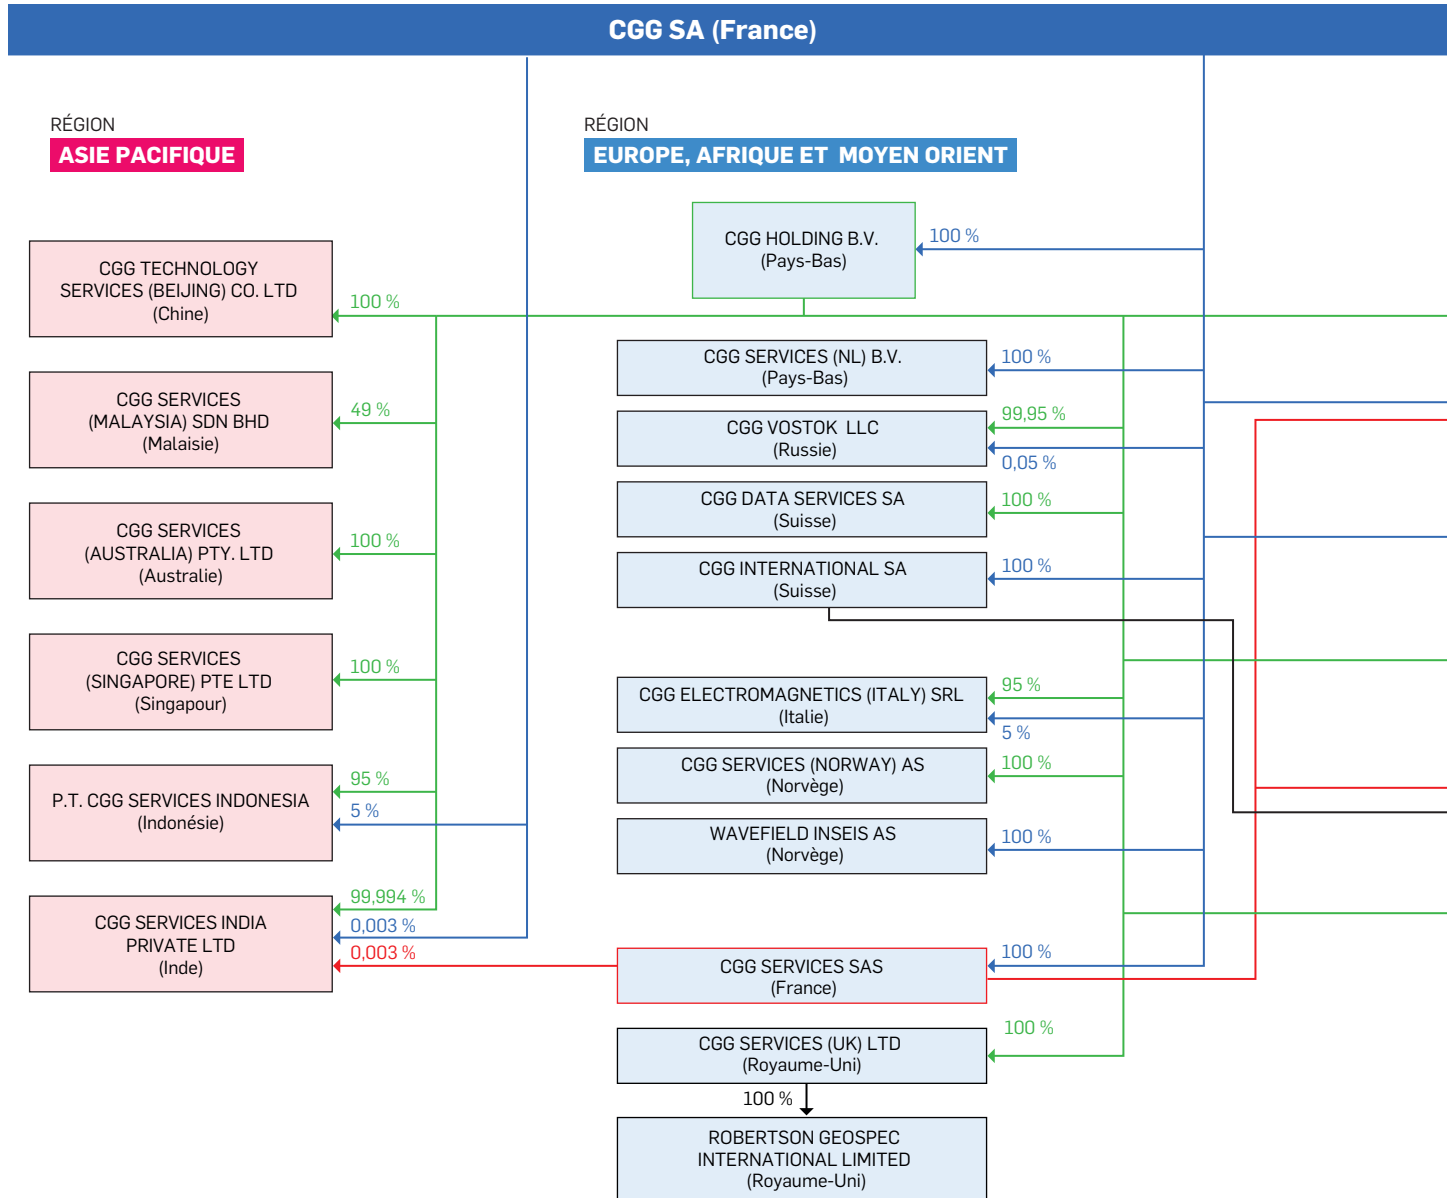 CGG SA (France)
RÉGION
ASIE PACIFIQUE
CGG TECHNOLOGY
SERVICES (BEIJING) CO. LTD
(Chine)
100 %
CGG SERVICES
(MALAYSIA) SDN BHD
(Malaisie)
49 %
CGG SERVICES
(AUSTRALIA) PTY. LTD
(Australie)
100 %
CGG SERVICES
(SINGAPORE) PTE LTD
(Singapour)
100 %
P.T. CGG SERVICES INDONESIA
(Indonésie)
95 %
5 %
CGG SERVICES INDIA
PRIVATE LTD
(Inde)
99,994 %
0,003 %
0,003 %
RÉGION
EUROPE, AFRIQUE ET MOYEN ORIENT
CGG HOLDING B.V.
(Pays-Bas)
100 %
CGG SERVICES (NL) B.V.
(Pays-Bas)
100 %
CGG VOSTOK LLC
(Russie)
99,95 %
0,05 %
CGG DATA SERVICES SA
(Suisse)
100 %
CGG INTERNATIONAL SA
(Suisse)
100 %
CGG ELECTROMAGNETICS (ITALY) SRL
(Italie)
95 %
5 %
CGG SERVICES (NORWAY) AS
(Norvège)
100 %
WAVEFIELD INSEIS AS
(Norvège)
100 %
CGG SERVICES SAS
(France)
100 %
CGG SERVICES (UK) LTD
(Royaume-Uni)
100 %
100 %
ROBERTSON GEOSPEC
INTERNATIONAL LIMITED
(Royaume-Uni)